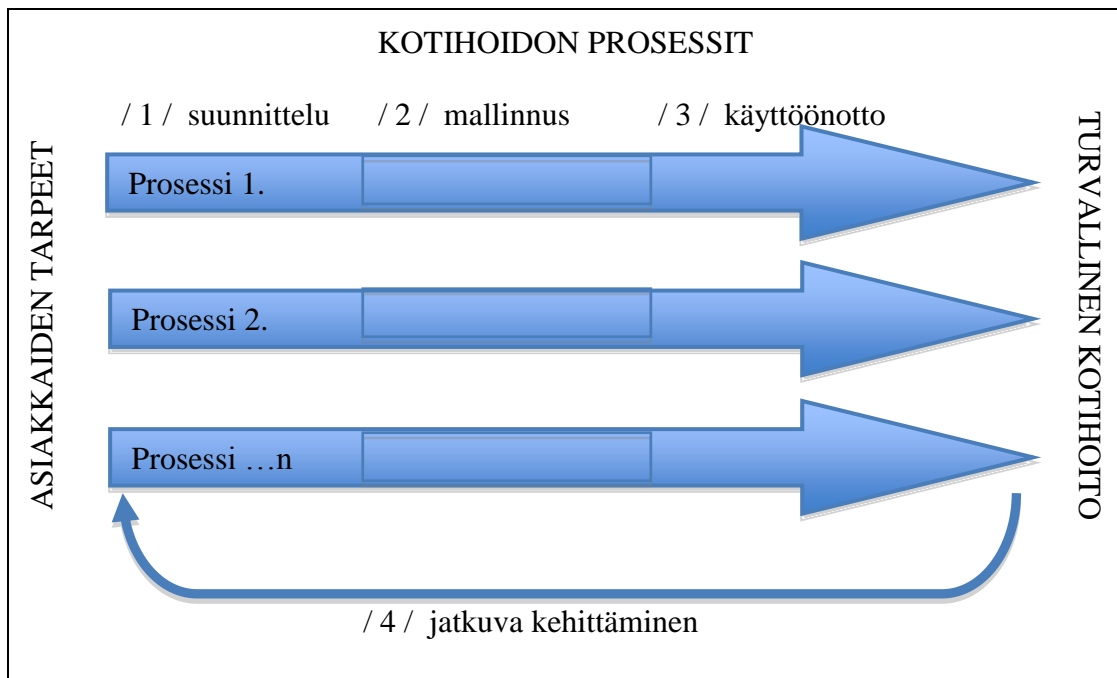 KOTIHOIDON PROSESSIT
/ 1 / suunnittelu / 2 / mallinnus / 3 / käyttöönotto
ASIAKKAIDEN TARPEET
Prosessi 1.
Prosessi 2.
Prosessi …n
TURVALLINEN KOTIHOITO
/ 4 / jatkuva kehittäminen